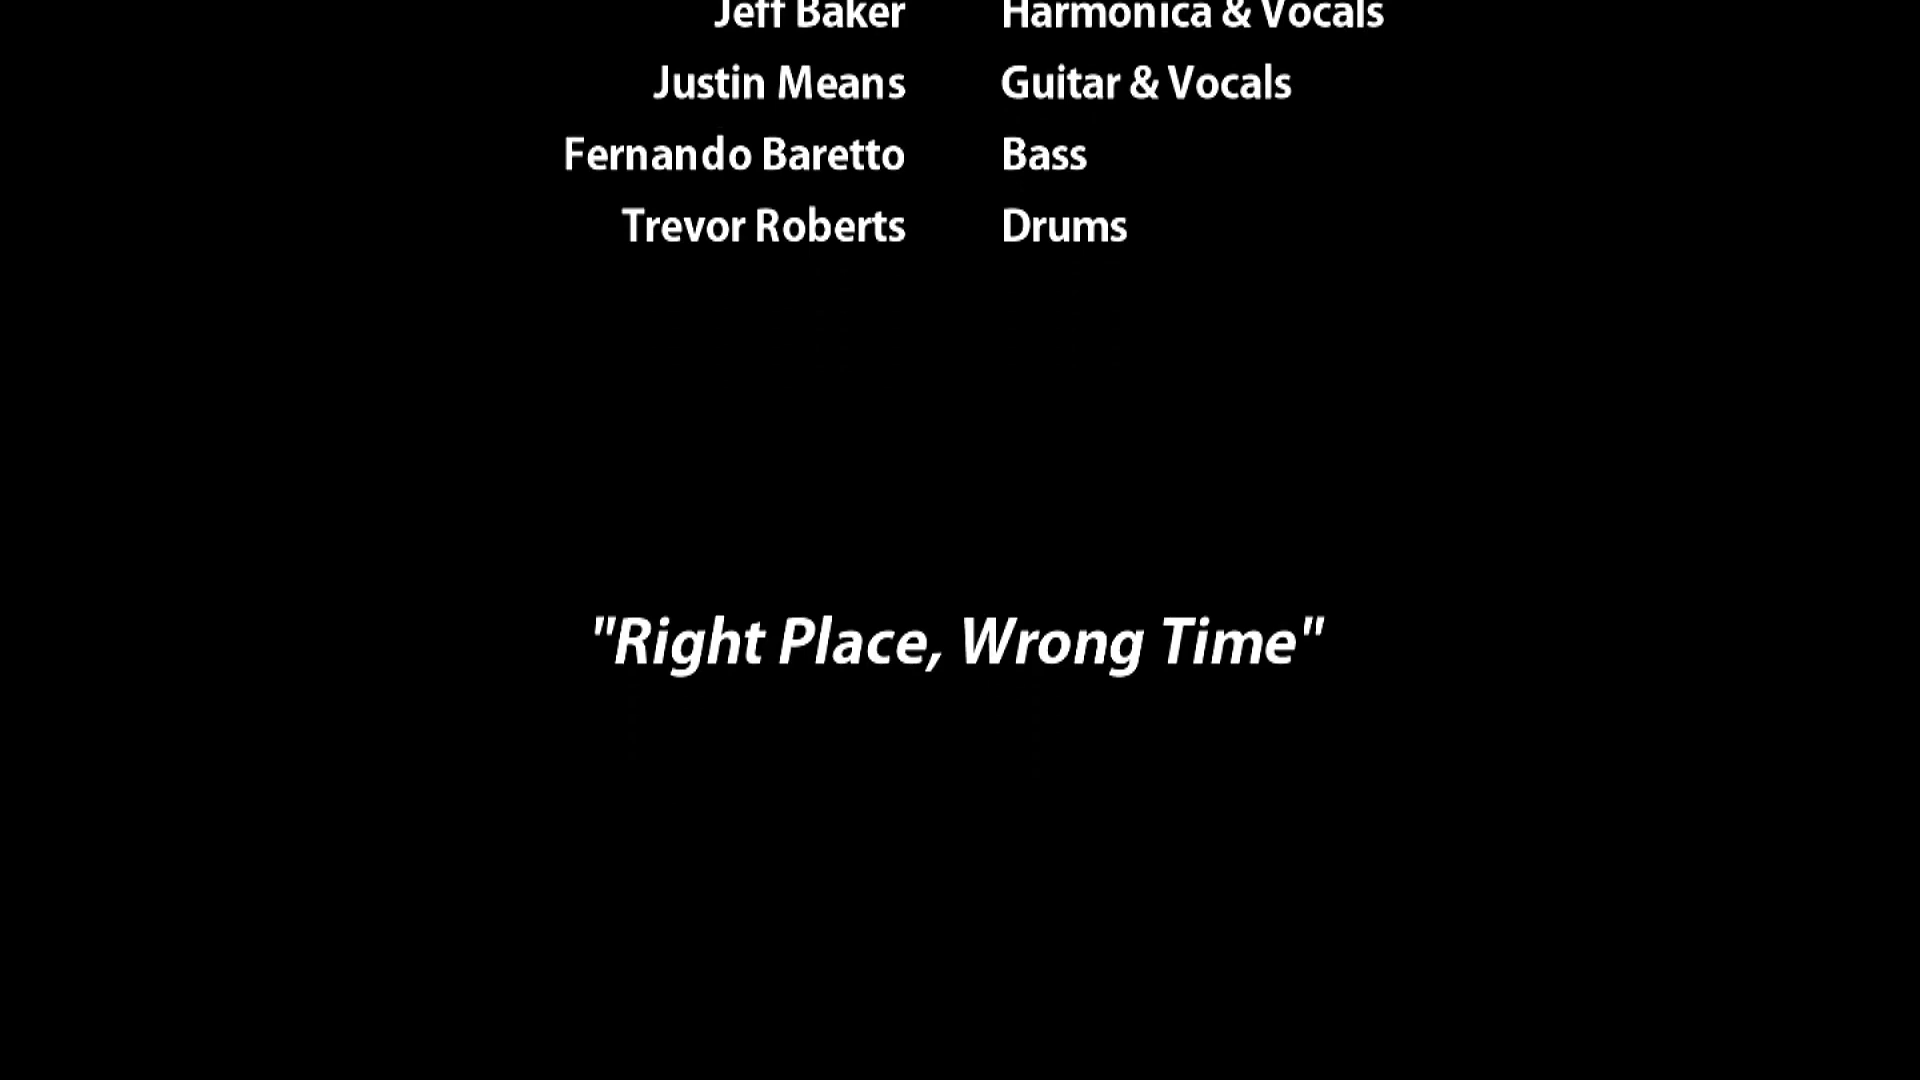 Jeff Baker Harmonica & Vocals
Justin Means Guitar & Vocals
Fernando Baretto Bass
Trevor Roberts Drums
"Right Place, Wrong Time"